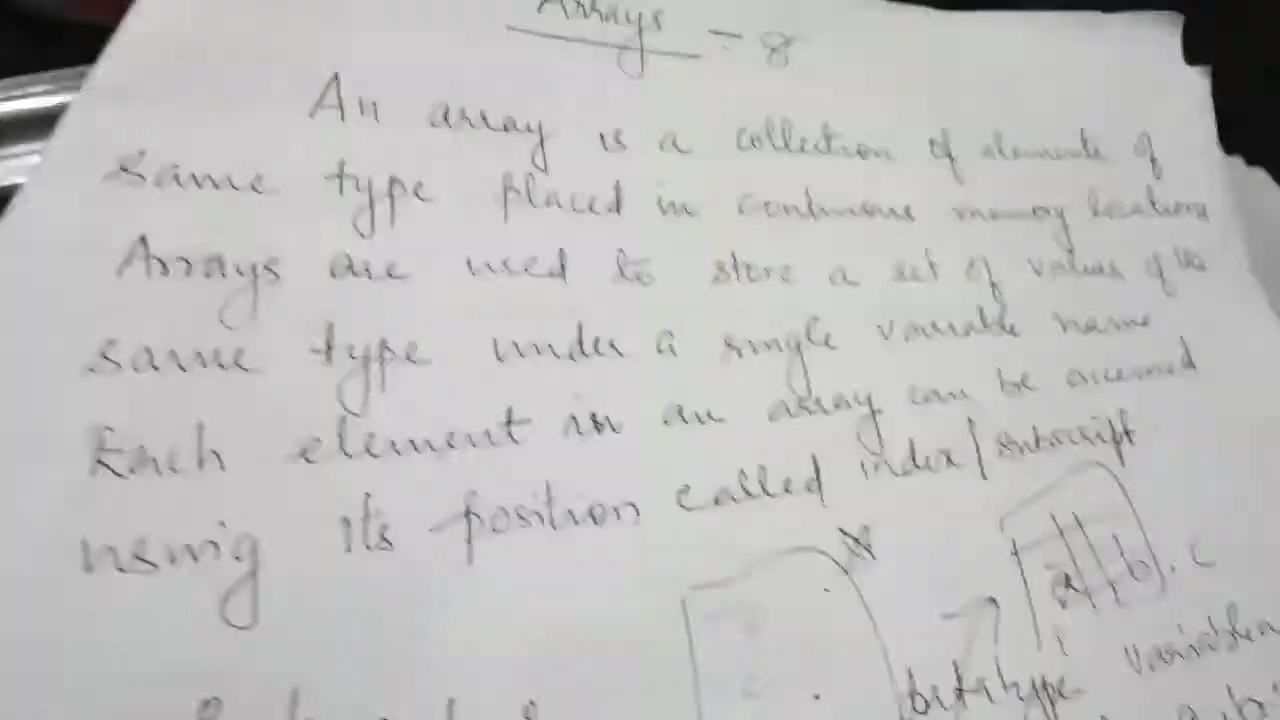 Arrays - 8
An array is a collection of elements of
same type placed in continuous memory locations
Arrays are used to store a set of values of the
same type under a single variable name
Each element in an array can be accessed
using its position called index/subscript
a b, c
variables